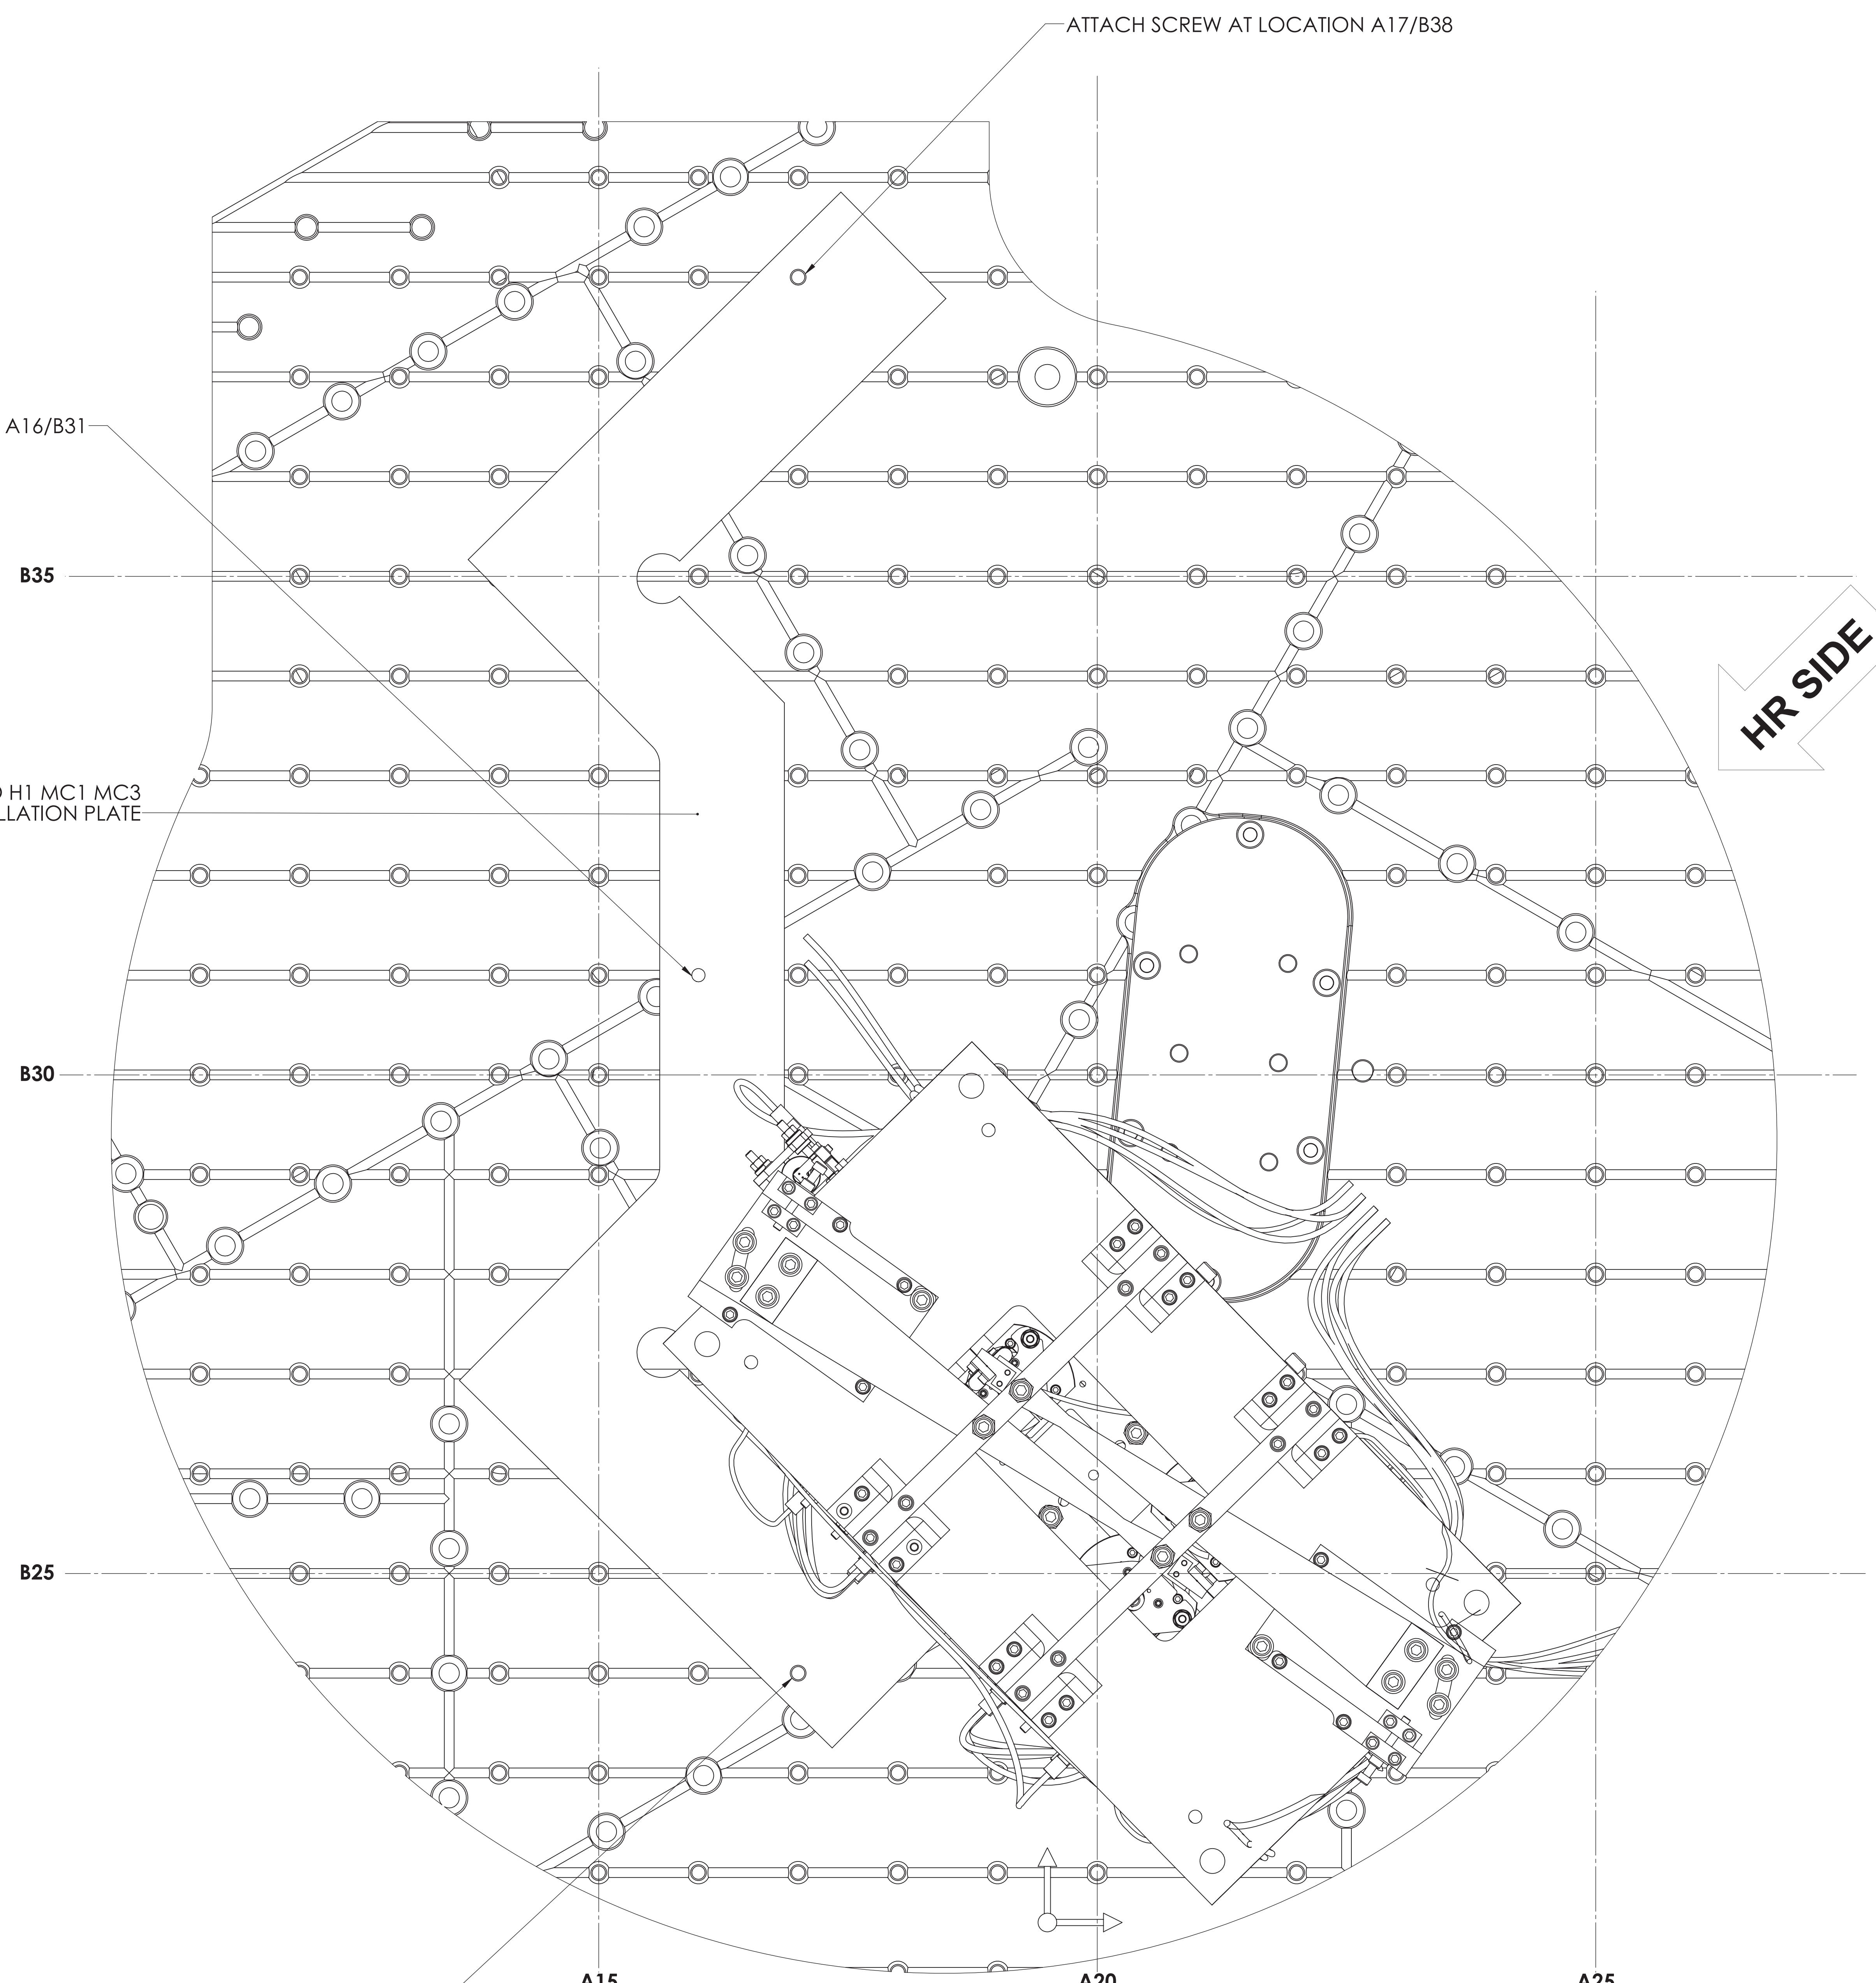 ATTACH SCREW AT LOCATION A17/B38
A16/B31
B35
HR SIDE
H1 MC1 MC3
LLATION PLATE
B30
B25
A15
A20
A25